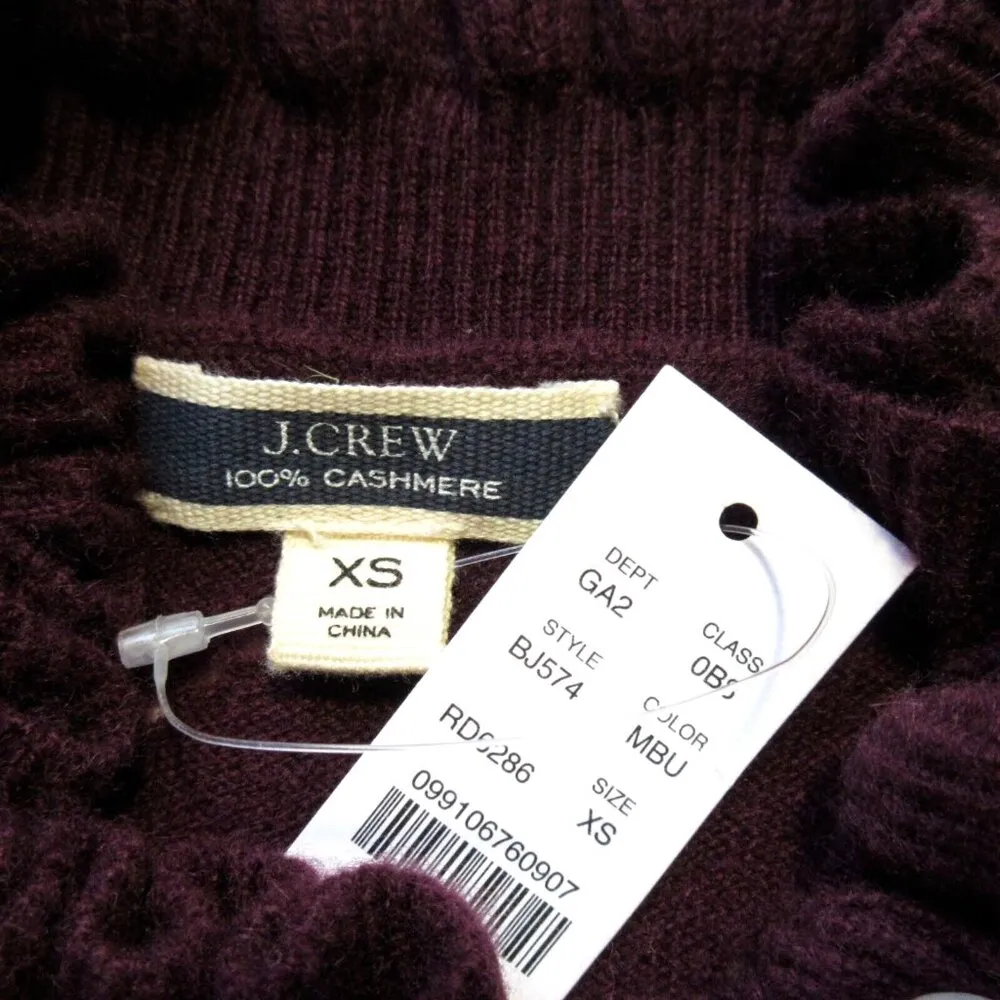 J.CREW
100% CASHMERE
XS
MADE IN
CHINA
DEPT
GA2
CLASS
STYLE
BJ574
COLOR
MBU
SIZE
XS
099106760907